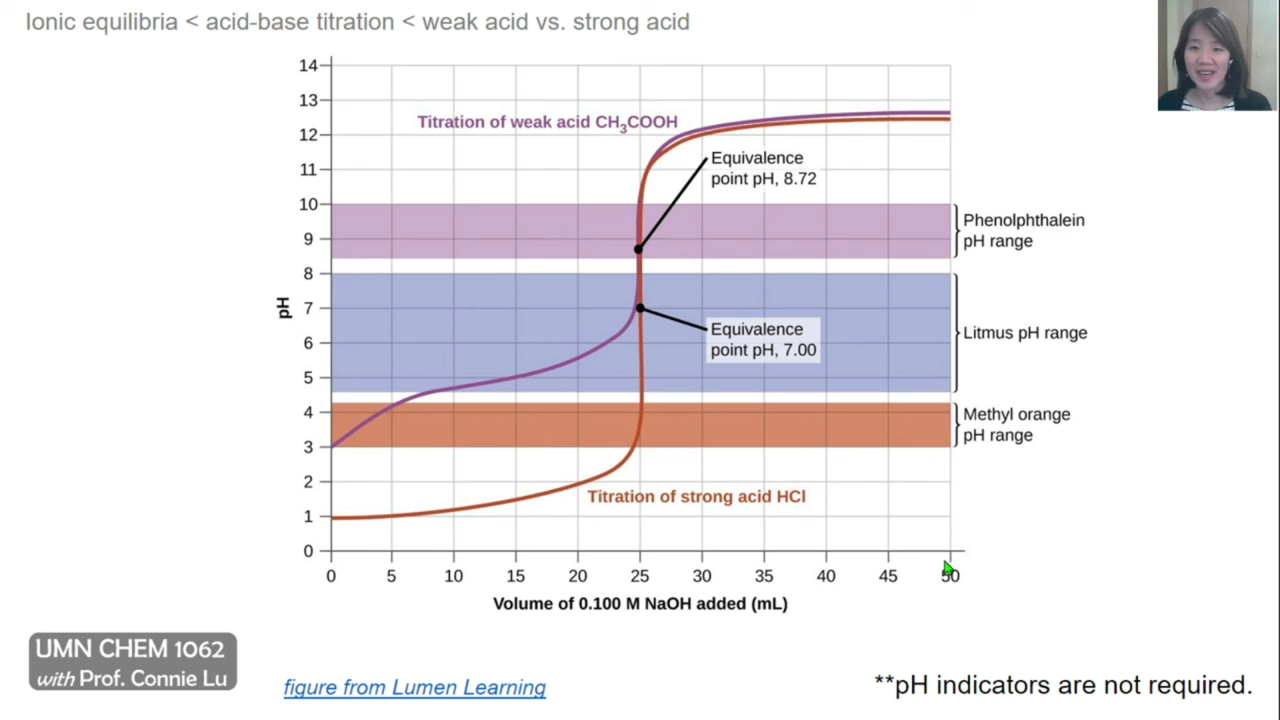 Ionic equilibria < acid-base titration < weak acid vs. strong acid
14
13
12
11
10
9
8
7
6
5
4
3
2
1
0
pH
Titration of weak acid CH₃COOH
Equivalence
point pH, 8.72
Phenolphthalein
pH range
Equivalence
point pH, 7.00
Litmus pH range
Methyl orange
pH range
Titration of strong acid HCl
0 5 10 15 20 25 30 35 40 45 50
Volume of 0.100 M NaOH added (mL)
UMN CHEM 1062
with Prof. Connie Lu
figure from Lumen Learning
**pH indicators are not required.